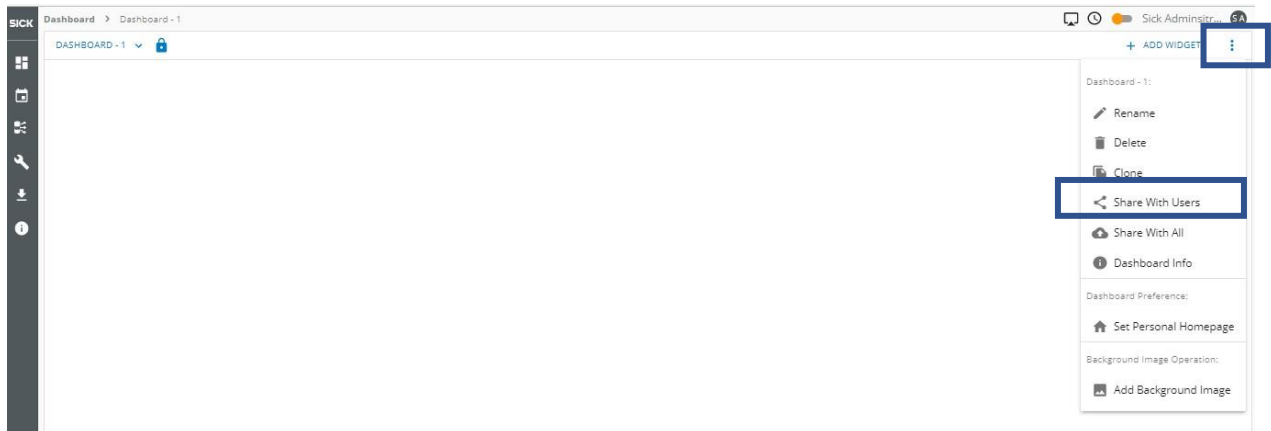 SICK
Dashboard > Dashboard - 1
Sick Adminsitr... SA
DASHBOARD - 1
+ ADD WIDGET
Dashboard - 1:
Rename
Delete
Clone
Share With Users
Share With All
Dashboard Info
Dashboard Preference:
Set Personal Homepage
Background Image Operation:
Add Background Image